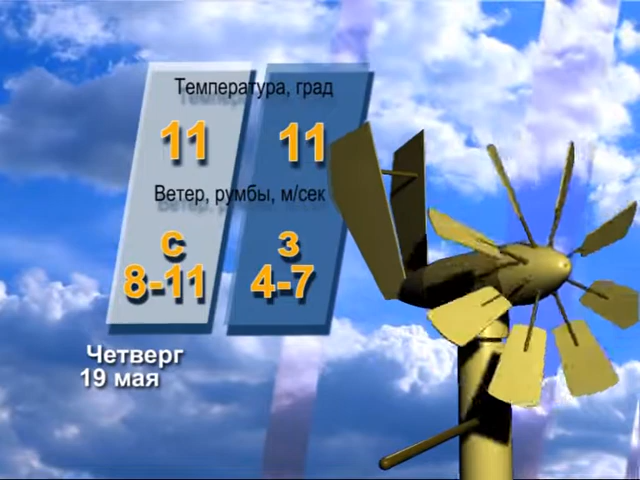 Температура, град
11 11
Ветер, румбы, м/сек
с з
8-11 4-7
Четверг
19 мая